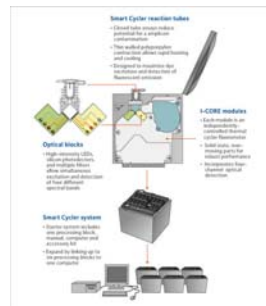 Smart Cycler reaction tubes
• Closed tube assays reduce
potential for amplicon
contamination
• Thin walled polypropylene
construction allows rapid heating
and cooling
• Designed to maximize dye
excitation and detection of
fluorescent emission
I-CORE modules
• Each module is an
independently-
controlled thermal
cycler fluorometer
• Solid state, non-
moving parts for
robust performance
• Incorporates four-
channel optical
detection
Optical blocks
• High-intensity LEDs,
silicon photodetectors,
and multiple filters
allow simultaneous
excitation and detection
of four different
spectral bands
Smart Cycler system
• Starter system includes
one processing block,
manual, computer and
accessory kit
• Expand by linking up to
six processing blocks to
one computer